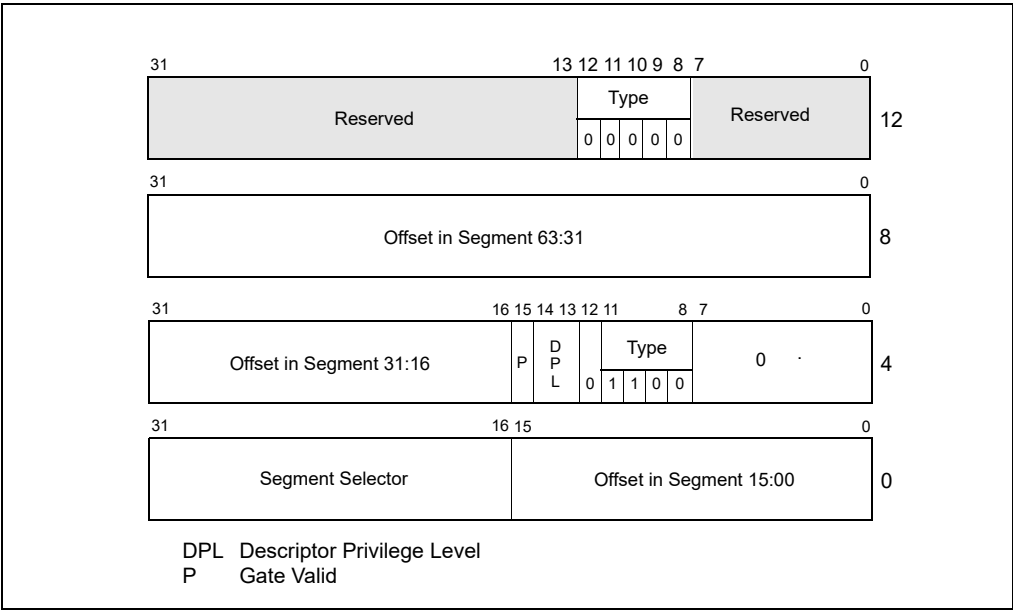 31 13 12 11 10 9 8 7 0
Type
Reserved Reserved 12
0 0 0 0 0
31 0
Offset in Segment 63:31 8
31 16 15 14 13 12 11 8 7 0
Offset in Segment 31:16 P D P L Type 0 . 4
0 1 1 0 0
31 16 15 0
Segment Selector Offset in Segment 15:00 0
DPL Descriptor Privilege Level
P Gate Valid